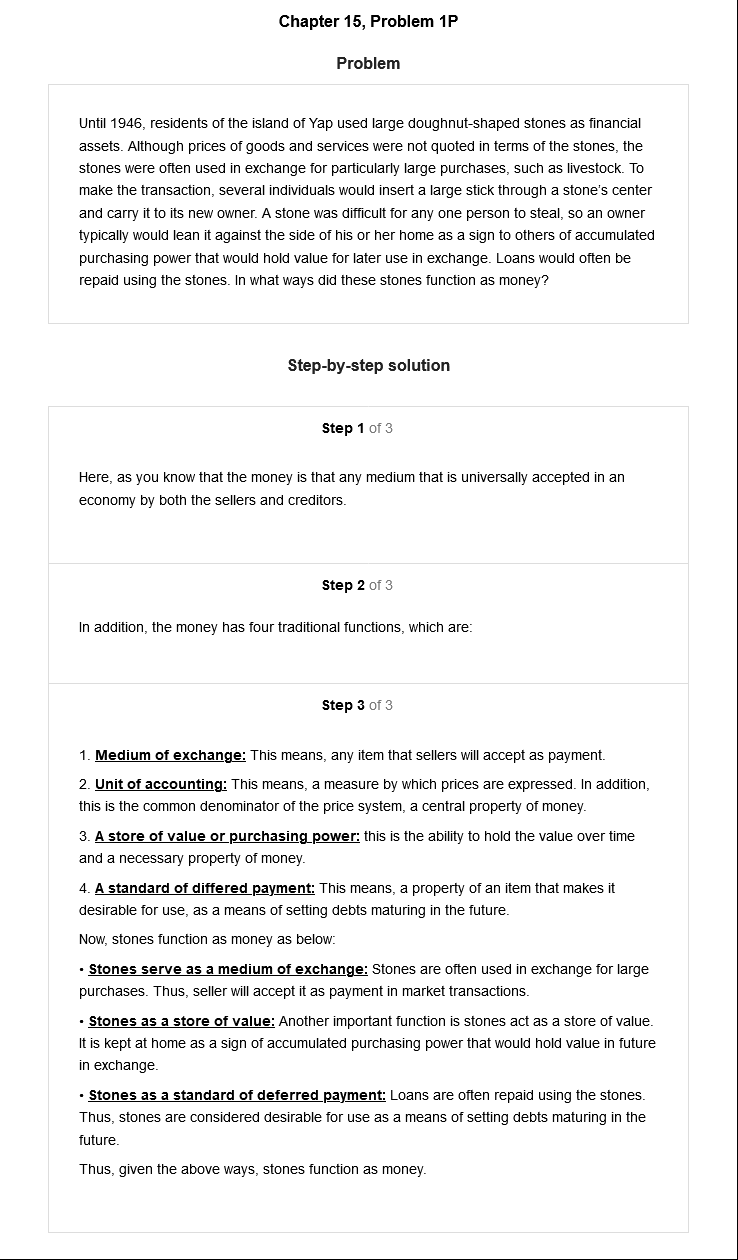 Chapter 15, Problem 1P
Problem
Until 1946, residents of the island of Yap used large doughnut-shaped stones as financial
assets. Although prices of goods and services were not quoted in terms of the stones, the
stones were often used in exchange for particularly large purchases, such as livestock. To
make the transaction, several individuals would insert a large stick through a stone's center
and carry it to its new owner. A stone was difficult for any one person to steal, so an owner
typically would lean it against the side of his or her home as a sign to others of accumulated
purchasing power that would hold value for later use in exchange. Loans would often be
repaid using the stones. In what ways did these stones function as money?
Step-by-step solution
Step 1 of 3
Here, as you know that the money is that any medium that is universally accepted in an
economy by both the sellers and creditors.
Step 2 of 3
In addition, the money has four traditional functions, which are:
Step 3 of 3
1. Medium of exchange: This means, any item that sellers will accept as payment.
2. Unit of accounting: This means, a measure by which prices are expressed. In addition,
this is the common denominator of the price system, a central property of money.
3. A store of value or purchasing power: this is the ability to hold the value over time
and a necessary property of money.
4. A standard of differed payment: This means, a property of an item that makes it
desirable for use, as a means of setting debts maturing in the future.
Now, stones function as money as below:
• Stones serve as a medium of exchange: Stones are often used in exchange for large
purchases. Thus, seller will accept it as payment in market transactions.
• Stones as a store of value: Another important function is stones act as a store of value.
It is kept at home as a sign of accumulated purchasing power that would hold value in future
in exchange.
• Stones as a standard of deferred payment: Loans are often repaid using the stones.
Thus, stones are considered desirable for use as a means of setting debts maturing in the
future.
Thus, given the above ways, stones function as money.